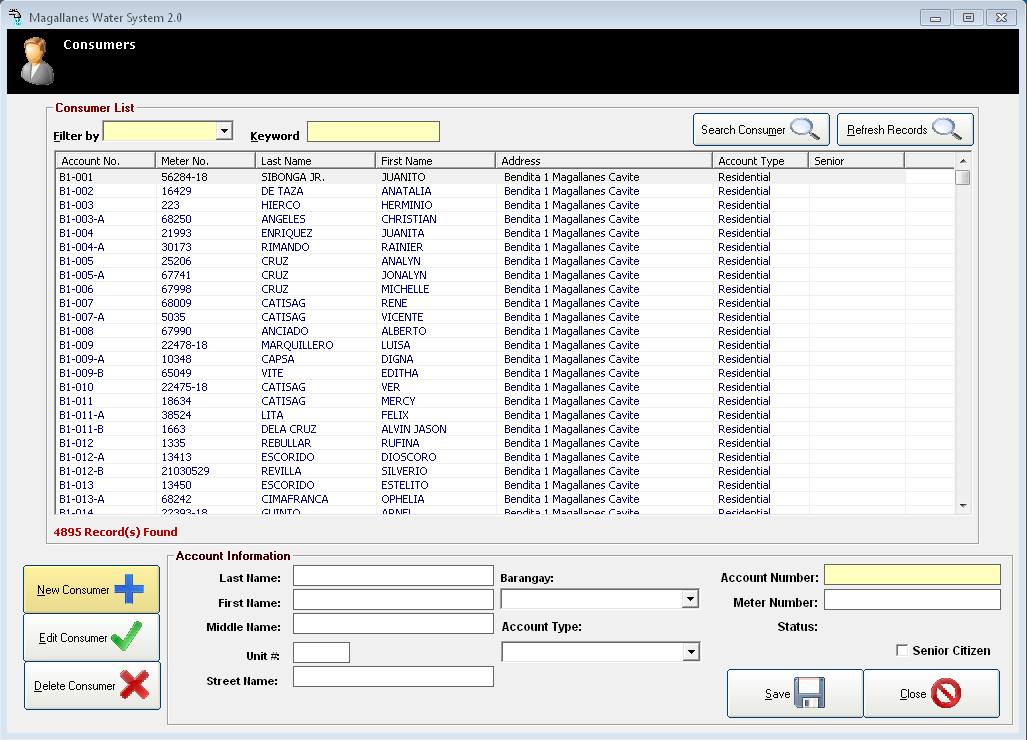 Magallanes Water System 2.0
Consumers
Consumer List
Filter by Keyword Search Consumer Refresh Records
Account No. Meter No. Last Name First Name Address Account Type Senior
B1-001 56284-18 SIBONGA JR. JUANITO Bendita 1 Magallanes Cavite Residential
B1-002 16429 DE TAZA ANATALIA Bendita 1 Magallanes Cavite Residential
B1-003 223 HIERCO HERMINIO Bendita 1 Magallanes Cavite Residential
B1-003-A 68250 ANGELES CHRISTIAN Bendita 1 Magallanes Cavite Residential
B1-004 21993 ENRIQUEZ JUANITA Bendita 1 Magallanes Cavite Residential
B1-004-A 30173 RIMANDO RAINIER Bendita 1 Magallanes Cavite Residential
B1-005 25206 CRUZ ANALYN Bendita 1 Magallanes Cavite Residential
B1-005-A 67741 CRUZ JONALYN Bendita 1 Magallanes Cavite Residential
B1-006 67998 CRUZ MICHELLE Bendita 1 Magallanes Cavite Residential
B1-007 68009 CATISAG RENE Bendita 1 Magallanes Cavite Residential
B1-007-A 5035 CATISAG VICENTE Bendita 1 Magallanes Cavite Residential
B1-008 67990 ANCIADO ALBERTO Bendita 1 Magallanes Cavite Residential
B1-009 22478-18 MARQUILLERO LUISA Bendita 1 Magallanes Cavite Residential
B1-009-A 10348 CAPSA DIGNA Bendita 1 Magallanes Cavite Residential
B1-009-B 65049 VITE EDITHA Bendita 1 Magallanes Cavite Residential
B1-010 22475-18 CATISAG VER Bendita 1 Magallanes Cavite Residential
B1-011 18634 CATISAG MERCY Bendita 1 Magallanes Cavite Residential
B1-011-A 38524 LITA FELIX Bendita 1 Magallanes Cavite Residential
B1-011-B 1663 DELA CRUZ ALVIN JASON Bendita 1 Magallanes Cavite Residential
B1-012 1335 REBULLAR RUFINA Bendita 1 Magallanes Cavite Residential
B1-012-A 13413 ESCORIDO DIOSCORO Bendita 1 Magallanes Cavite Residential
B1-012-B 21030529 REVILLA SILVERIO Bendita 1 Magallanes Cavite Residential
B1-013 13450 ESCORIDO ESTELITO Bendita 1 Magallanes Cavite Residential
B1-013-A 68242 CIMAFRANCA OPHELIA Bendita 1 Magallanes Cavite Residential
B1-014 22393-18 GUINTO ARNEL Bendita 1 Magallanes Cavite Residential
4895 Record(s) Found
New Consumer
Edit Consumer
Delete Consumer
Account Information
Last Name: Barangay: Account Number:
First Name: Meter Number:
Middle Name: Account Type: Status:
Unit #: Senior Citizen
Street Name:
Save Close